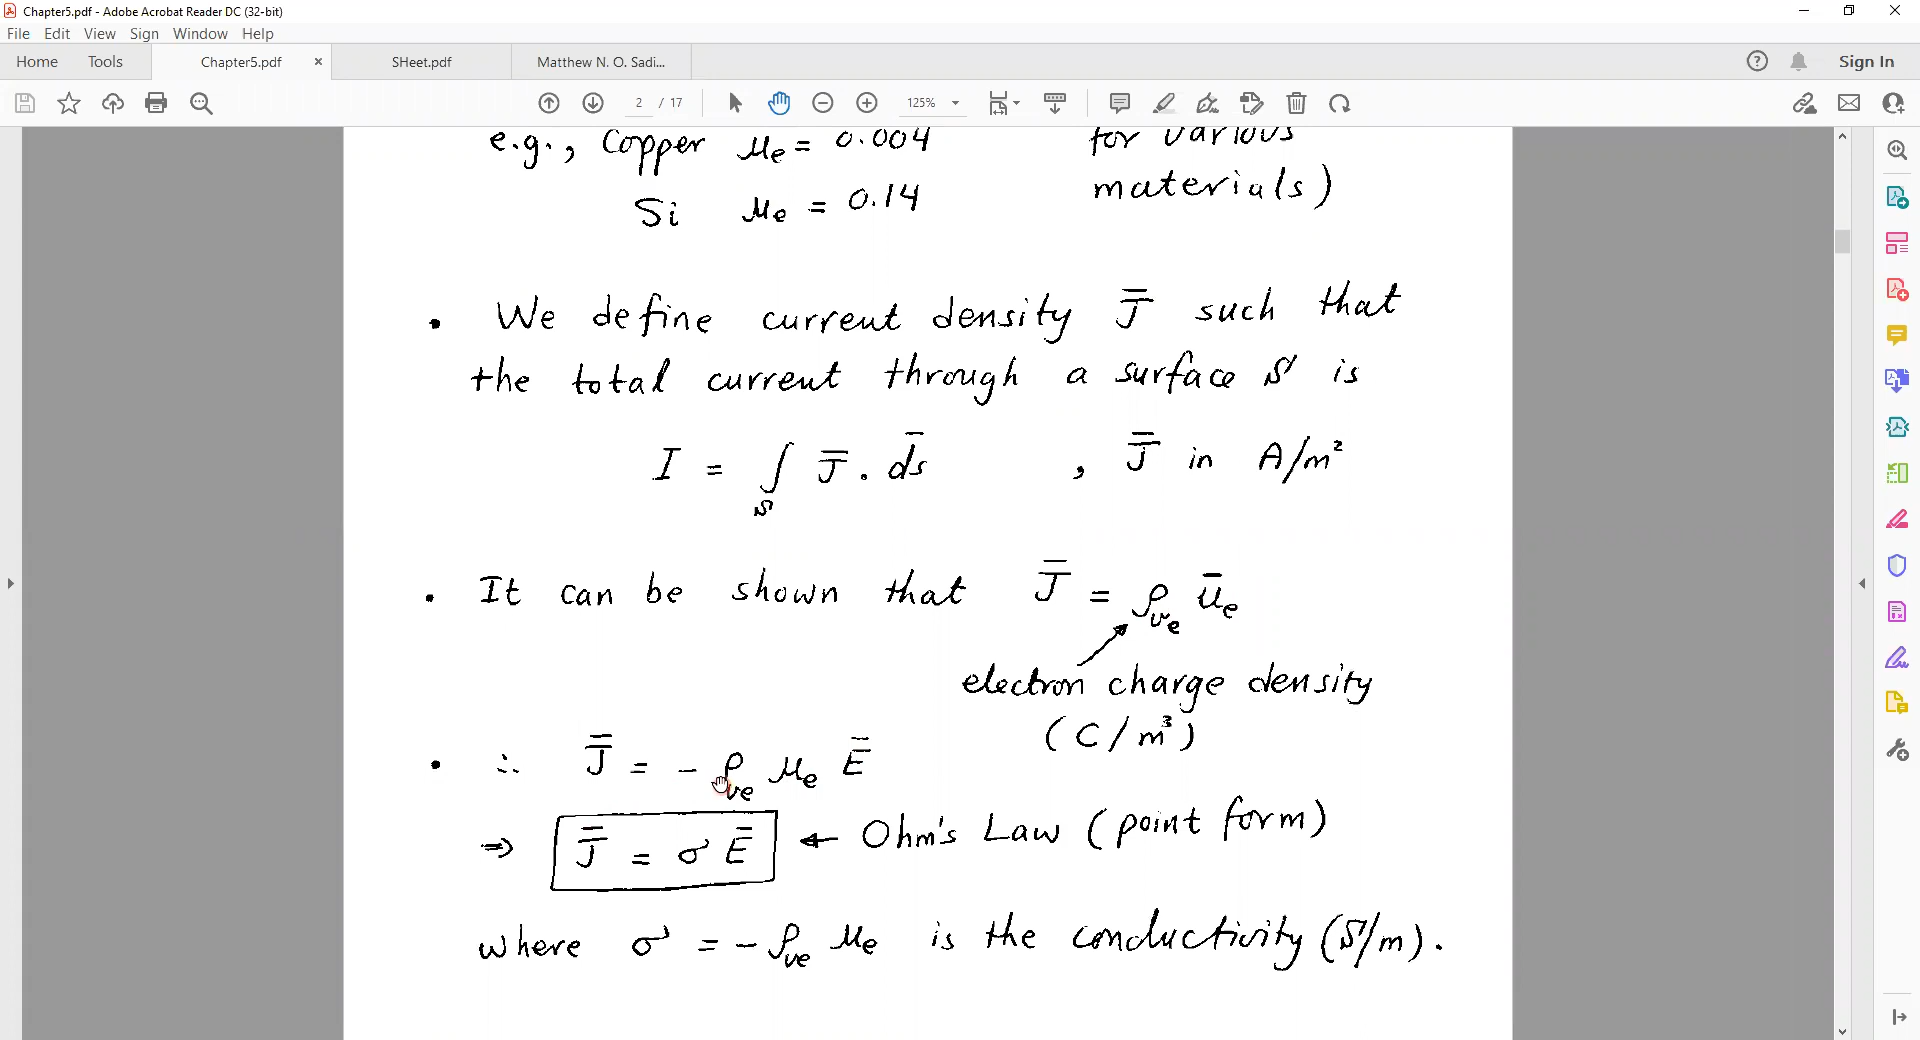 Chapter5.pdf - Adobe Acrobat Reader DC (32-bit)
File Edit View Sign Window Help
Home Tools Chapter5.pdf × SHeet.pdf Matthew N. O. Sadi... Sign In
2 / 17 125%
e.g., Copper μe = 0.004 for various
Si μe = 0.14 materials)
• We define current density J̄ such that
the total current through a surface S is
I = ∫S J̄ . d̄s , J̄ in A/m²
• It can be shown that J̄ = ρve ūe
electron charge density
(C/m³)
• ∴ J̄ = - ρve μe Ē
⇒ J̄ = σ Ē ← Ohm's Law (point form)
where σ = - ρve μe is the conductivity (S/m).